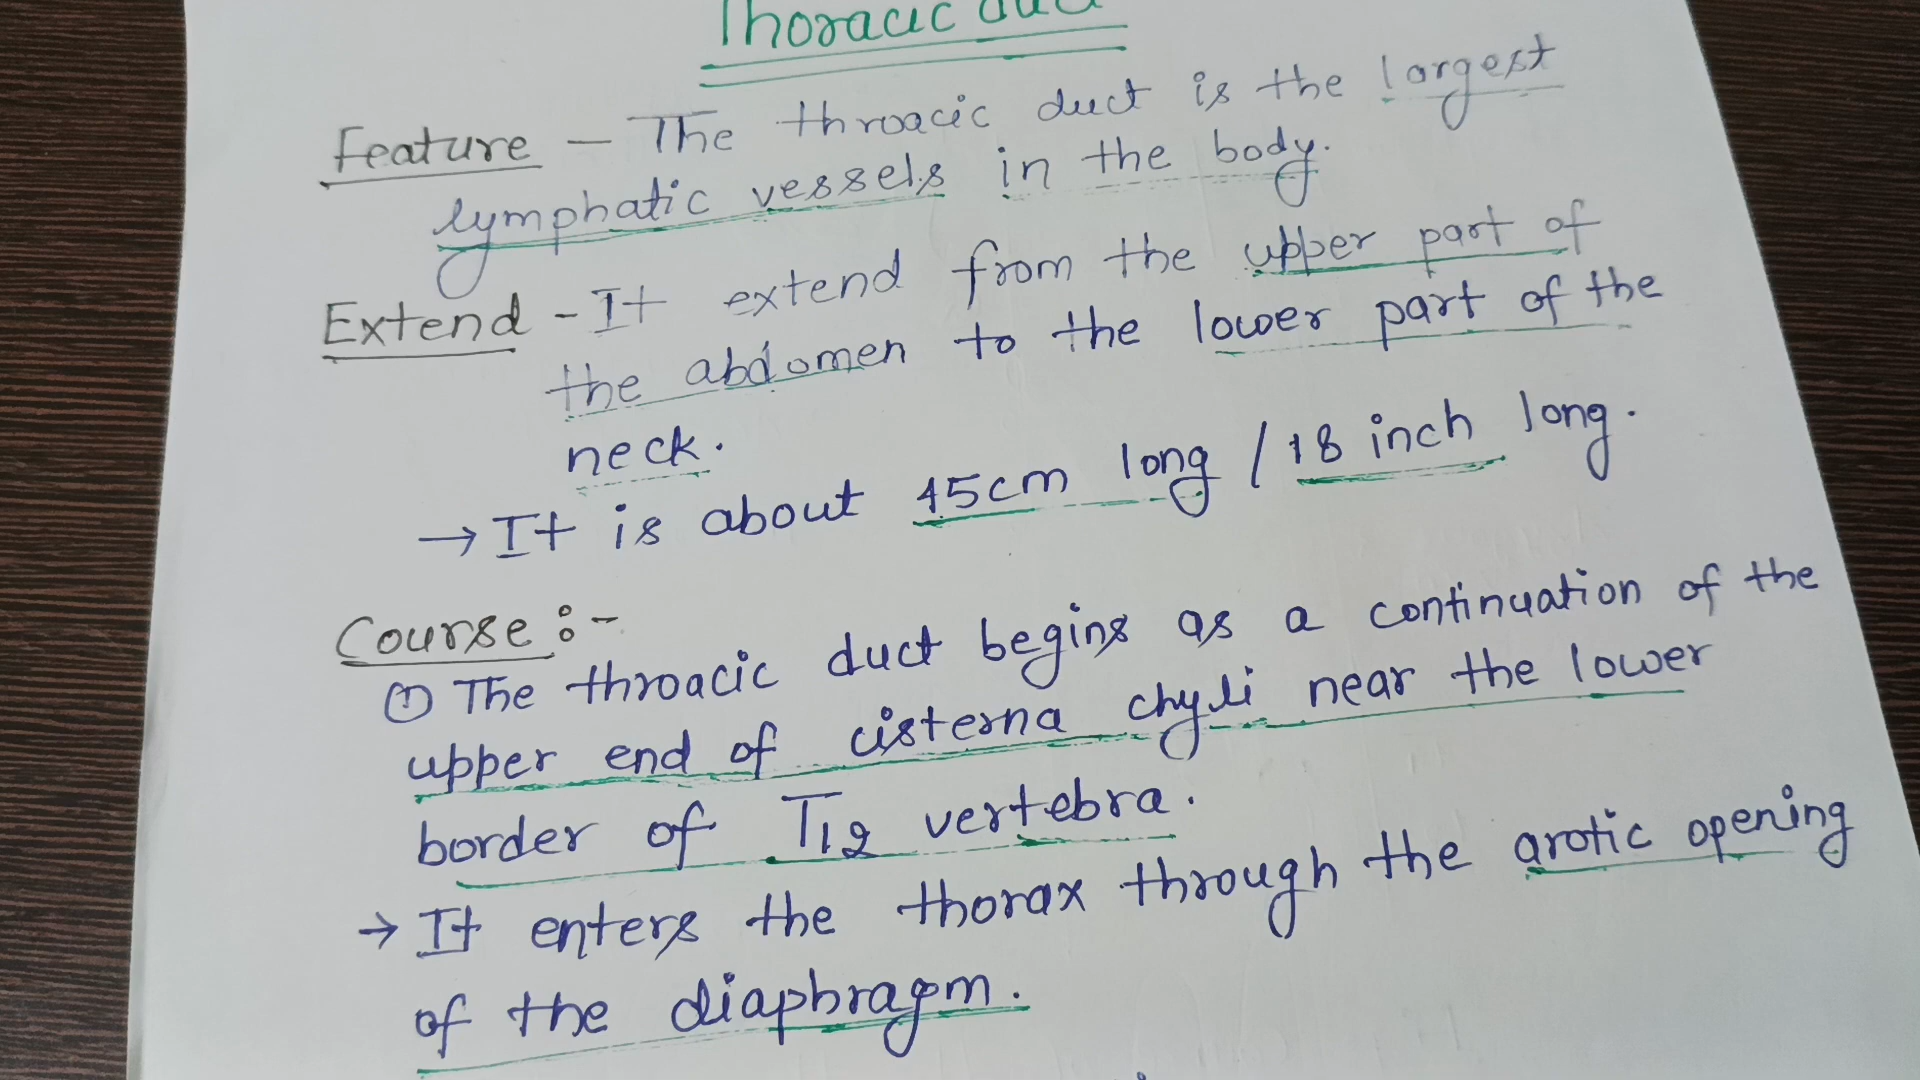 Thoracic duct
Feature - The throacic duct is the largest
lymphatic vessels in the body.
Extend - It extend from the upper part of
the abdomen to the lower part of the
neck.
→ It is about 45cm long / 18 inch long.
Course :-
① The throacic duct begins as a continuation of the
upper end of cisterna chyli near the lower
border of T12 vertebra.
→ It enters the thorax through the arotic opening
of the diaphragm.